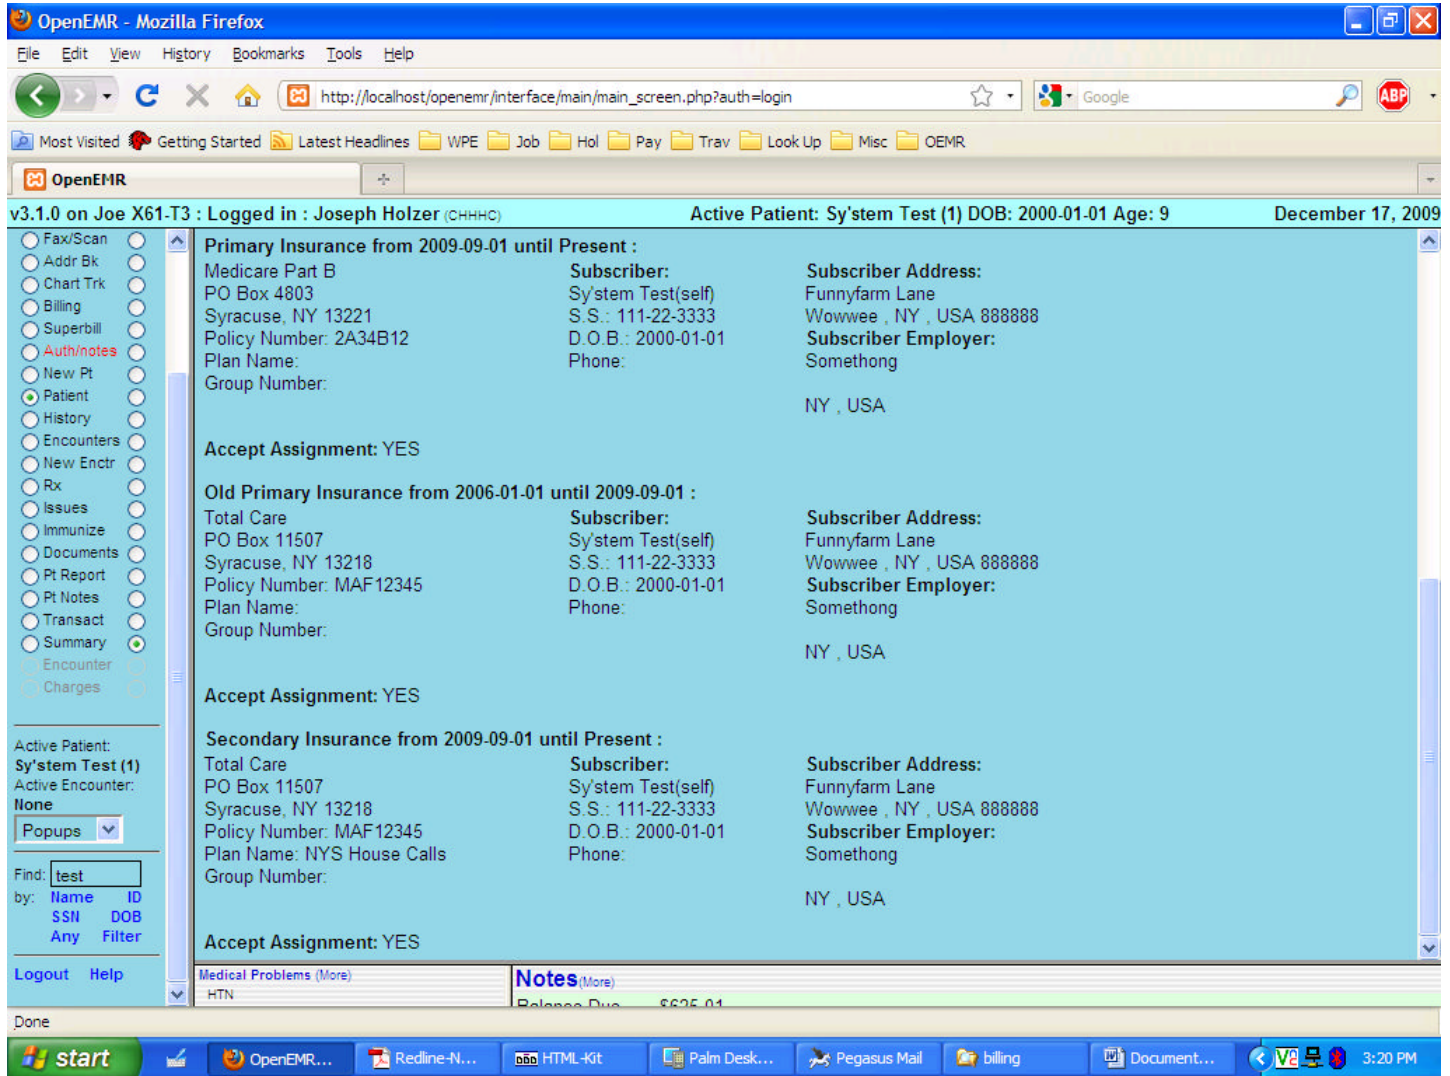 OpenEMR - Mozilla Firefox
File Edit View History Bookmarks Tools Help
http://localhost/openemr/interface/main/main_screen.php?auth=login Google ABP
Most Visited Getting Started Latest Headlines WPE Job Hol Pay Trav Look Up Misc OEMR
OpenEMR
v3.1.0 on Joe X61-T3 : Logged in : Joseph Holzer (CHHHC) Active Patient: Sy'stem Test (1) DOB: 2000-01-01 Age: 9 December 17, 2009
Fax/Scan
Addr Bk
Chart Trk
Billing
Superbill
Auth/notes
New Pt
Patient
History
Encounters
New Enctr
Rx
Issues
Immunize
Documents
Pt Report
Pt Notes
Transact
Summary
Encounter
Charges
Active Patient:
Sy'stem Test (1)
Active Encounter:
None
Popups
Find: test
by: Name ID
SSN DOB
Any Filter
Logout Help
Primary Insurance from 2009-09-01 until Present :
Medicare Part B Subscriber: Subscriber Address:
PO Box 4803 Sy'stem Test(self) Funnyfarm Lane
Syracuse, NY 13221 S.S.: 111-22-3333 Wowwee , NY , USA 888888
Policy Number: 2A34B12 D.O.B.: 2000-01-01 Subscriber Employer:
Plan Name: Phone: Somethong
Group Number:
NY , USA
Accept Assignment: YES
Old Primary Insurance from 2006-01-01 until 2009-09-01 :
Total Care Subscriber: Subscriber Address:
PO Box 11507 Sy'stem Test(self) Funnyfarm Lane
Syracuse, NY 13218 S.S.: 111-22-3333 Wowwee , NY , USA 888888
Policy Number: MAF12345 D.O.B.: 2000-01-01 Subscriber Employer:
Plan Name: Phone: Somethong
Group Number:
NY , USA
Accept Assignment: YES
Secondary Insurance from 2009-09-01 until Present :
Total Care Subscriber: Subscriber Address:
PO Box 11507 Sy'stem Test(self) Funnyfarm Lane
Syracuse, NY 13218 S.S.: 111-22-3333 Wowwee , NY , USA 888888
Policy Number: MAF12345 D.O.B.: 2000-01-01 Subscriber Employer:
Plan Name: NYS House Calls Phone: Somethong
Group Number:
NY , USA
Accept Assignment: YES
Medical Problems (More)
HTN
Notes(More)
Balance Due $625.01
Done
start OpenEMR... Redline-N... HTML-Kit Palm Desk... Pegasus Mail billing Document... 3:20 PM